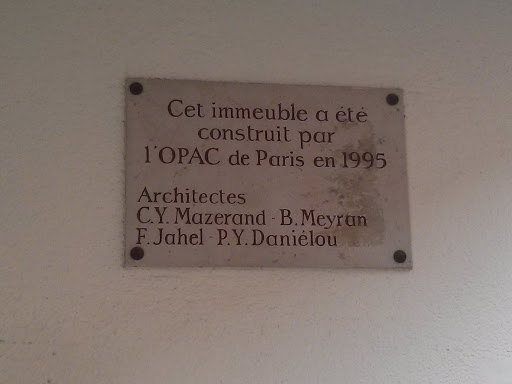 Cet immeuble a été
construit par
l'OPAC de Paris en 1995
Architectes
C.Y. Mazerand - B. Meyran
F. Jahel - P.Y. Daniélou